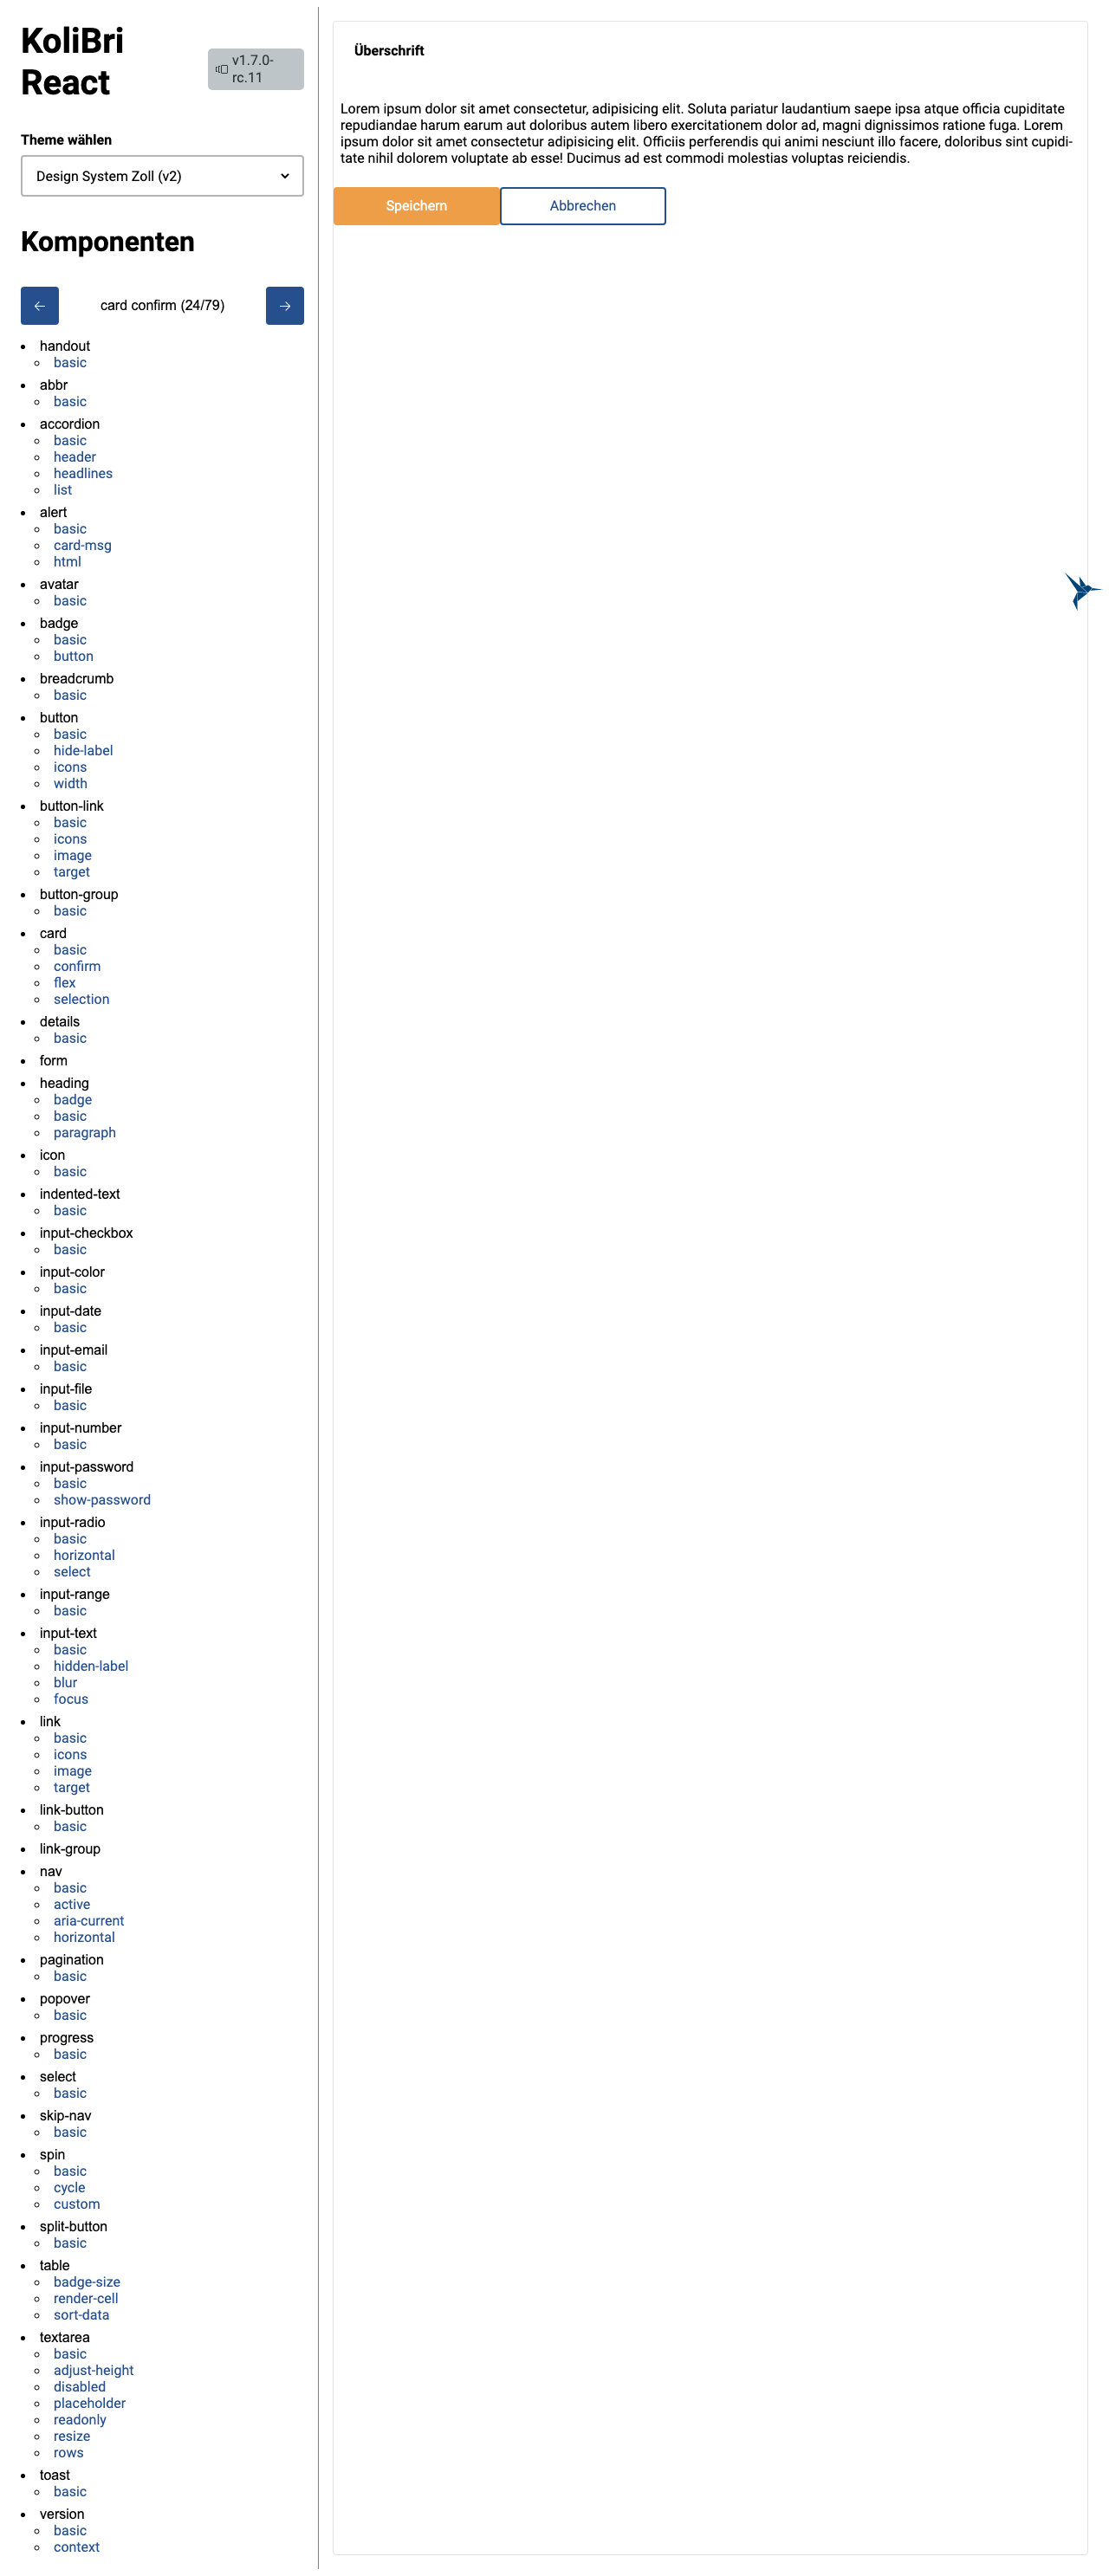 KoliBri
React
v1.7.0-
rc.11
Theme wählen
Design System Zoll (v2)
Komponenten
card confirm (24/79)
handout
basic
abbr
basic
accordion
basic
header
headlines
list
alert
basic
card-msg
html
avatar
basic
badge
basic
button
breadcrumb
basic
button
basic
hide-label
icons
width
button-link
basic
icons
image
target
button-group
basic
card
basic
confirm
flex
selection
details
basic
form
heading
badge
basic
paragraph
icon
basic
indented-text
basic
input-checkbox
basic
input-color
basic
input-date
basic
input-email
basic
input-file
basic
input-number
basic
input-password
basic
show-password
input-radio
basic
horizontal
select
input-range
basic
input-text
basic
hidden-label
blur
focus
link
basic
icons
image
target
link-button
basic
link-group
nav
basic
active
aria-current
horizontal
pagination
basic
popover
basic
progress
basic
select
basic
skip-nav
basic
spin
basic
cycle
custom
split-button
basic
table
badge-size
render-cell
sort-data
textarea
basic
adjust-height
disabled
placeholder
readonly
resize
rows
toast
basic
version
basic
context
Überschrift
Lorem ipsum dolor sit amet consectetur, adipisicing elit. Soluta pariatur laudantium saepe ipsa atque officia cupiditate
repudiandae harum earum aut doloribus autem libero exercitationem dolor ad, magni dignissimos ratione fuga. Lorem
ipsum dolor sit amet consectetur adipisicing elit. Officiis perferendis qui animi nesciunt illo facere, doloribus sint cupidi-
tate nihil dolorem voluptate ab esse! Ducimus ad est commodi molestias voluptas reiciendis.
Speichern
Abbrechen